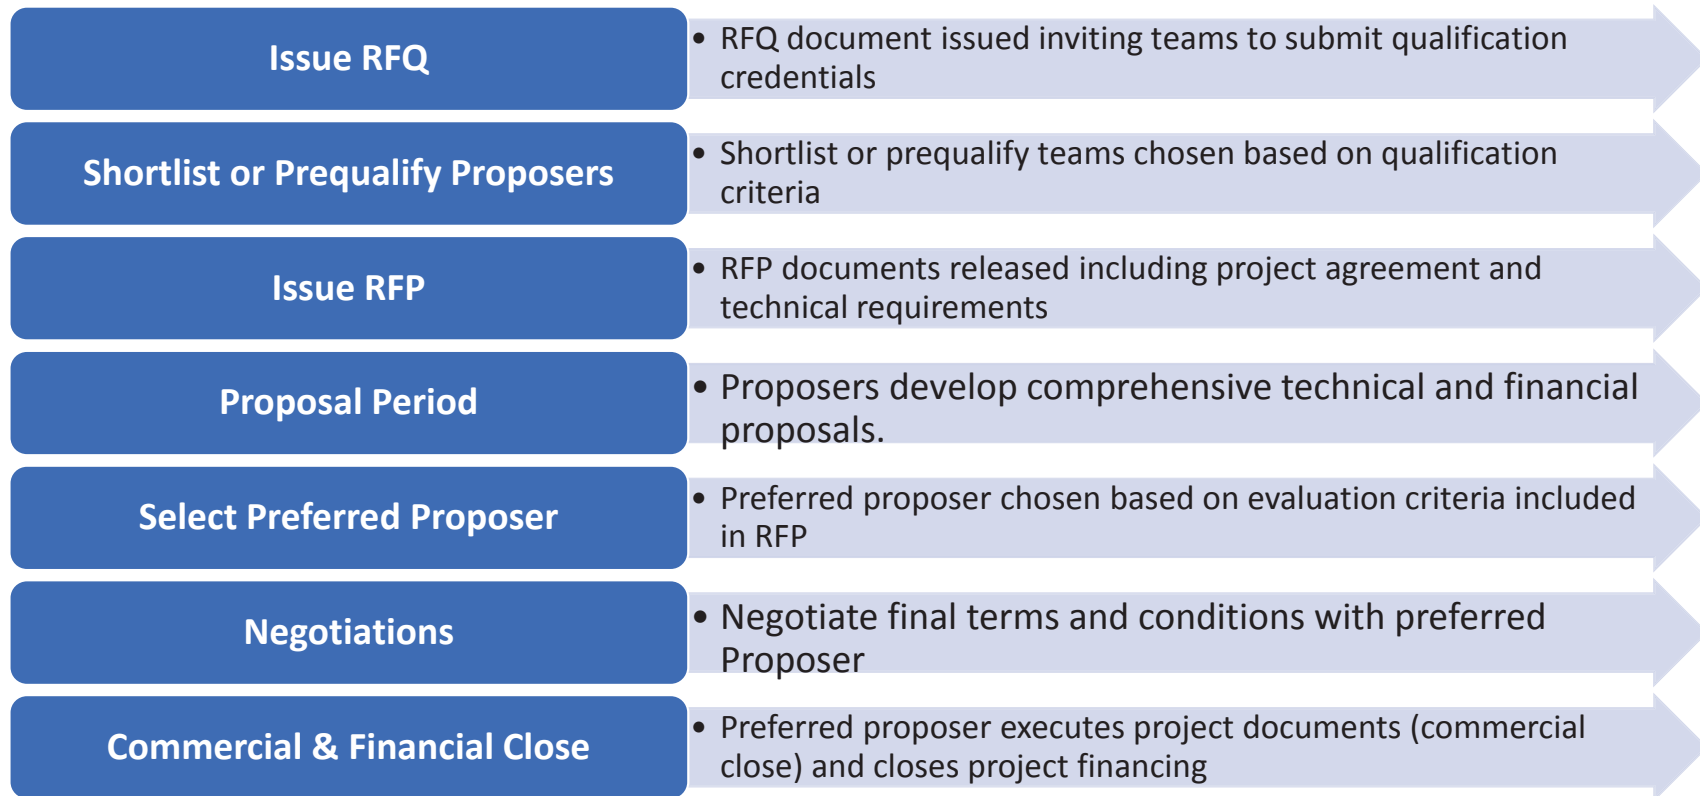 Issue RFQ
• RFQ document issued inviting teams to submit qualification
credentials
Shortlist or Prequalify Proposers
• Shortlist or prequalify teams chosen based on qualification
criteria
Issue RFP
• RFP documents released including project agreement and
technical requirements
Proposal Period
• Proposers develop comprehensive technical and financial
proposals.
Select Preferred Proposer
• Preferred proposer chosen based on evaluation criteria included
in RFP
Negotiations
• Negotiate final terms and conditions with preferred
Proposer
Commercial & Financial Close
• Preferred proposer executes project documents (commercial
close) and closes project financing